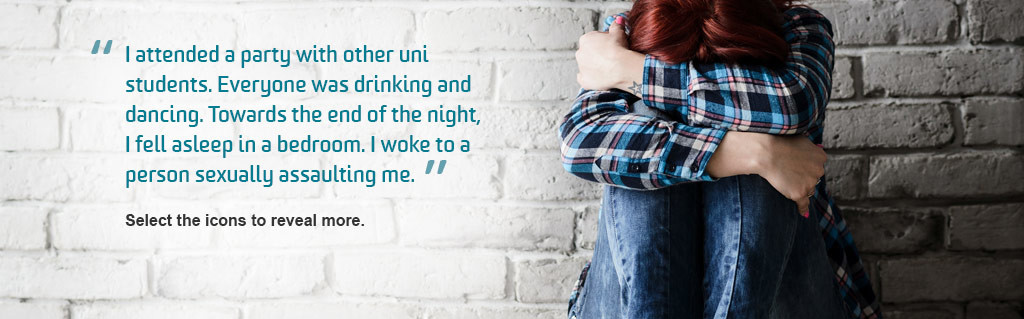 “ I attended a party with other uni
students. Everyone was drinking and
dancing. Towards the end of the night,
I fell asleep in a bedroom. I woke to a
person sexually assaulting me. ”
Select the icons to reveal more.